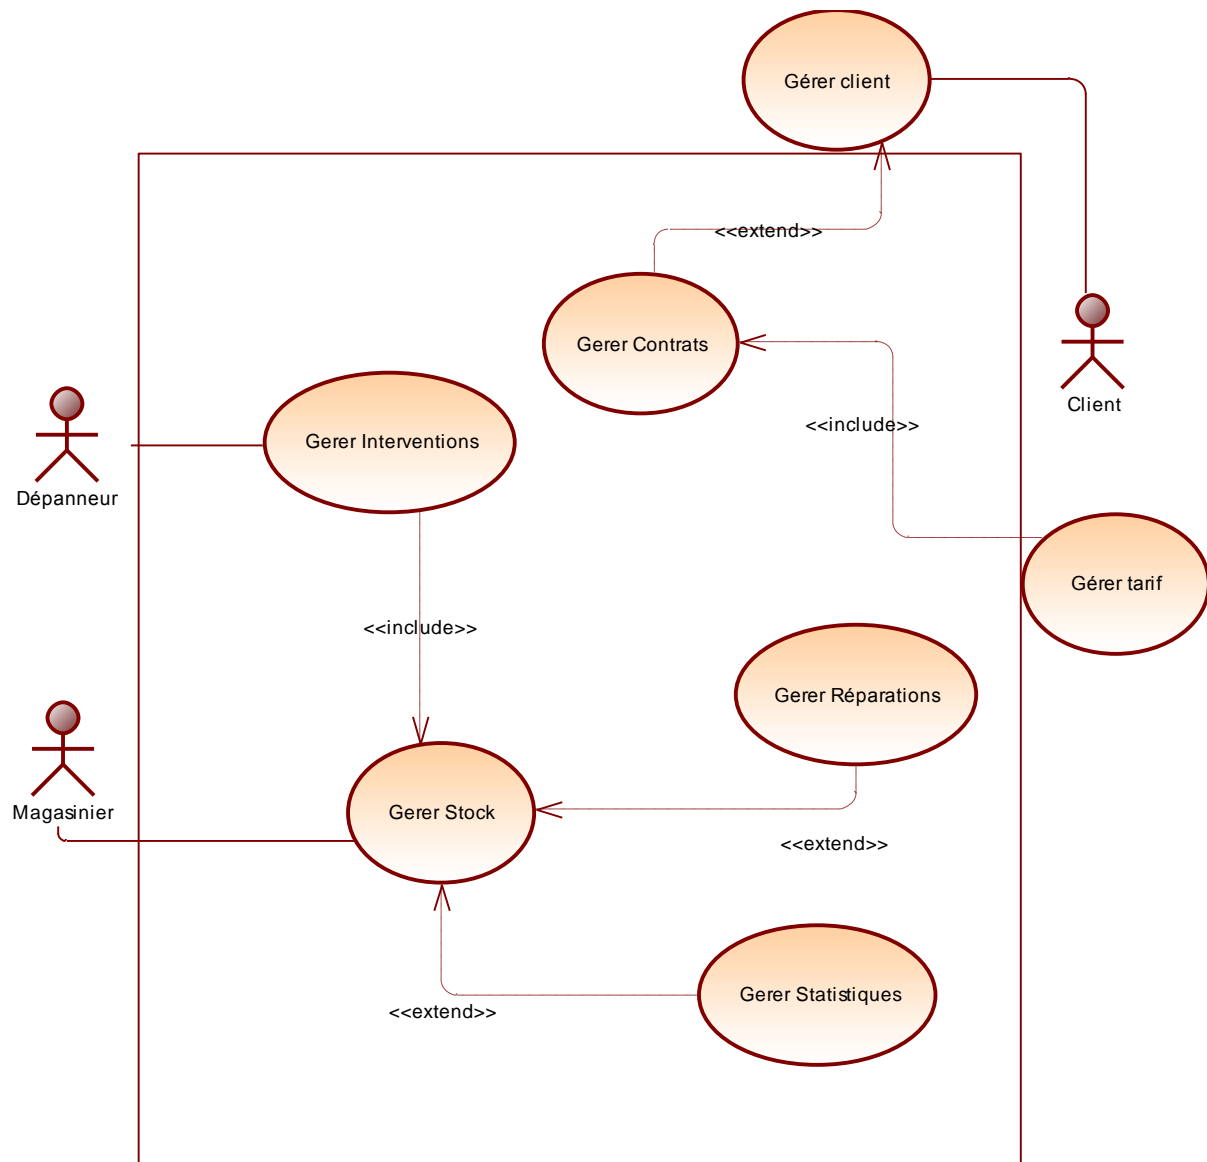 Gérer client
<<extend>>
Gerer Contrats
Client
<<include>>
Gerer Interventions
Dépanneur
Gérer tarif
<<include>>
Gerer Réparations
Magasinier
Gerer Stock
<<extend>>
Gerer Statistiques
<<extend>>